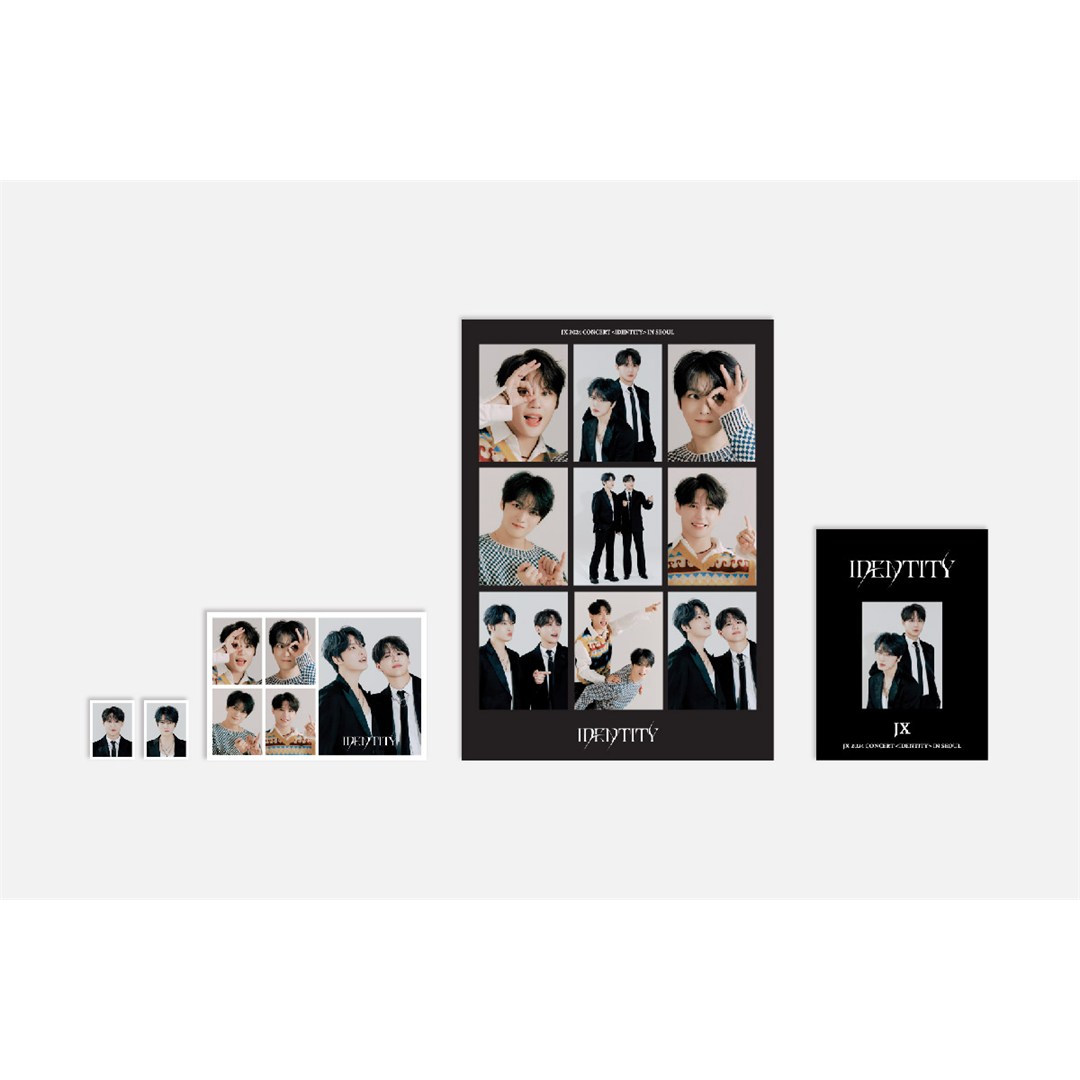 IDENTITY
JX 2024 CONCERT <IDENTITY> IN SEOUL
IDENTITY
IDENTITY
JX
JX 2024 CONCERT <IDENTITY> IN SEOUL